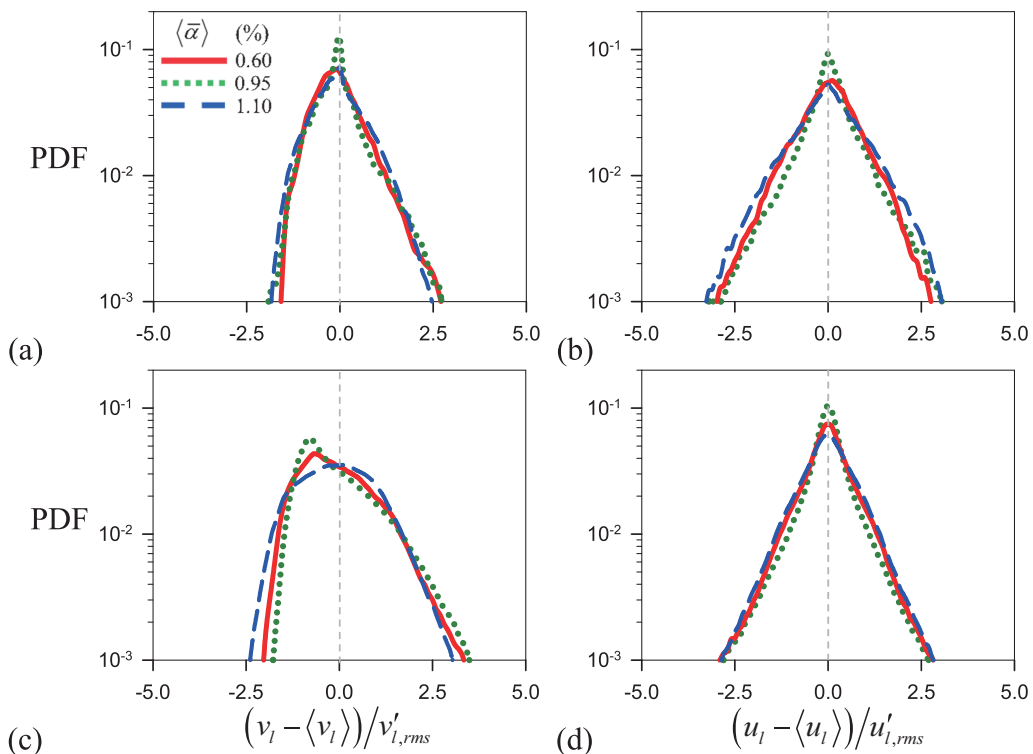 ⟨ᾱ⟩ (%)
0.60
0.95
1.10
PDF
10⁻¹
10⁻²
10⁻³
-5.0 -2.5 0.0 2.5 5.0
(a)
10⁻¹
10⁻²
10⁻³
-5.0 -2.5 0.0 2.5 5.0
(b)
PDF
10⁻¹
10⁻²
10⁻³
-5.0 -2.5 0.0 2.5 5.0
(c)
(v_l − ⟨v_l⟩)/v′_{l,rms}
10⁻¹
10⁻²
10⁻³
-5.0 -2.5 0.0 2.5 5.0
(d)
(u_l − ⟨u_l⟩)/u′_{l,rms}